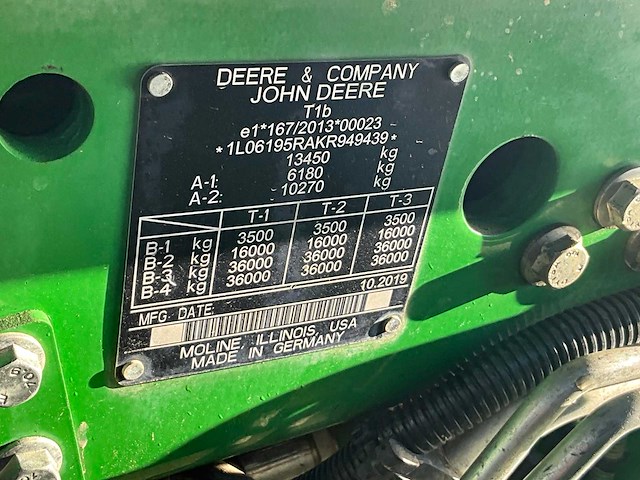 DEERE & COMPANY
JOHN DEERE
T1b
e1*167/2013*00023
*1L06195RAKR949439*
13450 kg
A-1: 6180 kg
A-2: 10270 kg
T-1 T-2 T-3
B-1 kg 3500 3500 3500
B-2 kg 16000 16000 16000
B-3 kg 36000 36000 36000
B-4 kg 36000 36000 36000
MFG. DATE: 10.2019
MOLINE, ILLINOIS, USA
MADE IN GERMANY